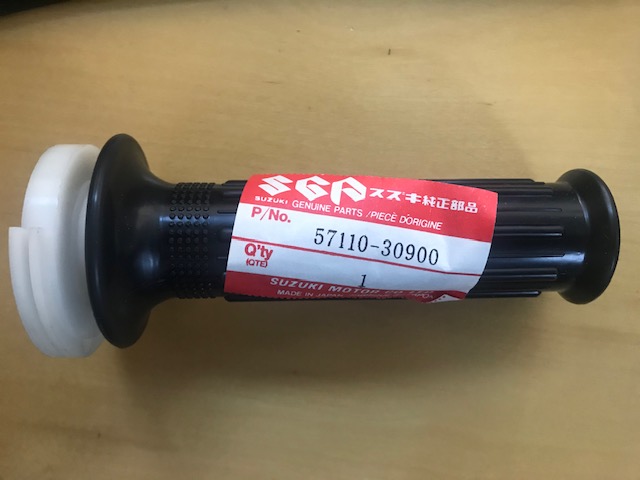 SGP スズキ純正部品
SUZUKI GENUINE PARTS /PIECE D'ORIGINE
P/No. 57110-30900
Q'ty 1
(QTE)
SUZUKI MOTOR CO.
MADE IN JAPAN